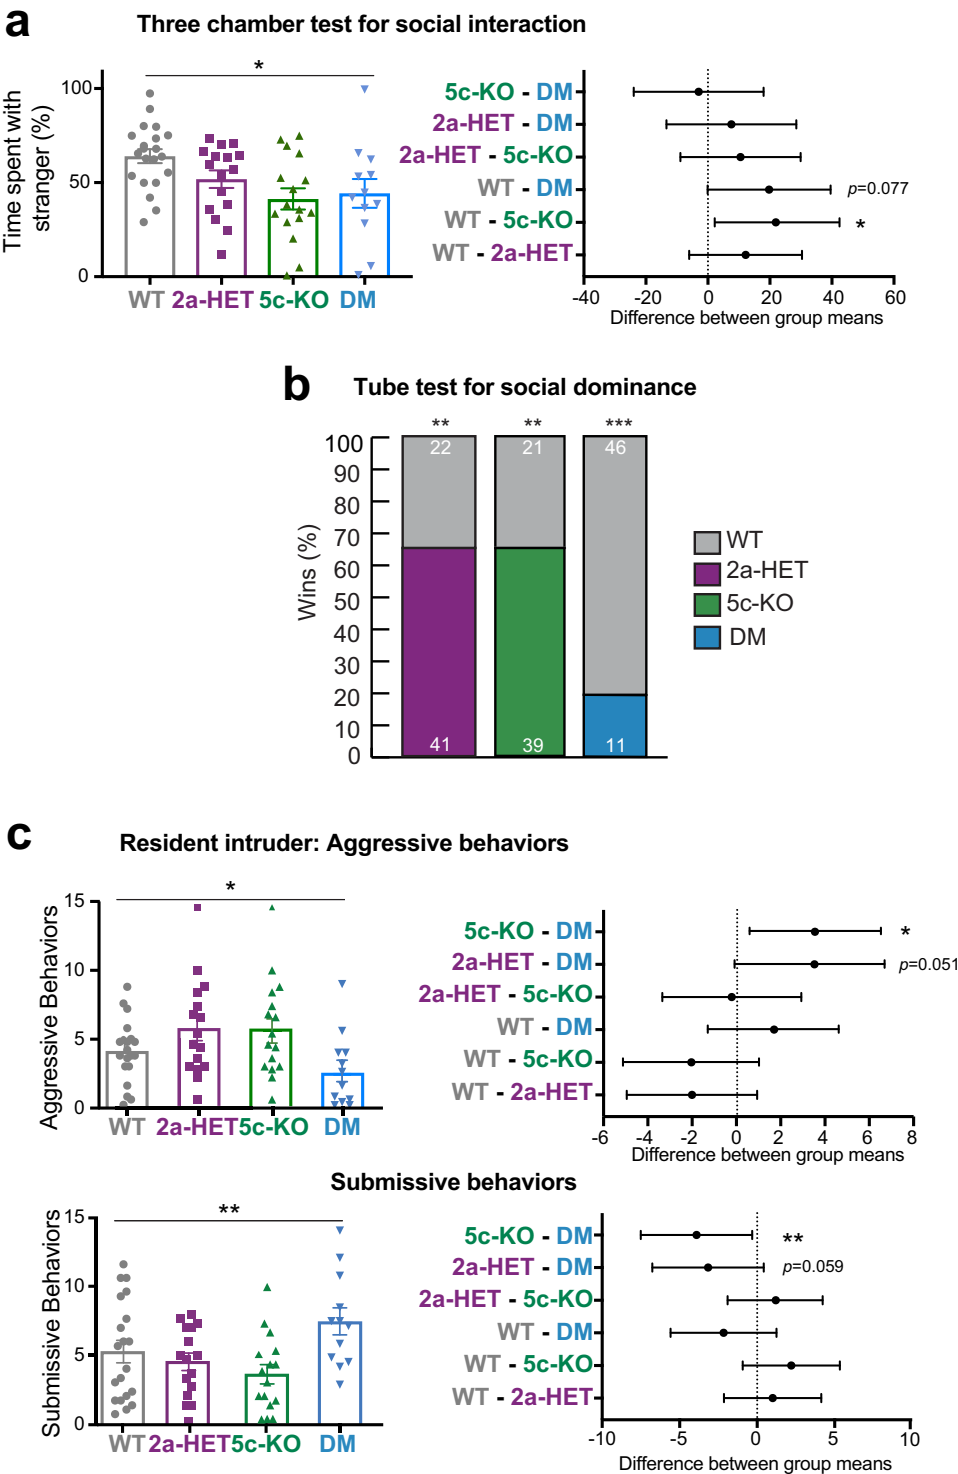 a
Three chamber test for social interaction
Time spent with
stranger (%)
*
100
50
0
WT 2a-HET 5c-KO DM
5c-KO - DM
2a-HET - DM
2a-HET - 5c-KO
WT - DM
p=0.077
WT - 5c-KO
*
WT - 2a-HET
-40 -20 0 20 40 60
Difference between group means
b
Tube test for social dominance
** ** ***
Wins (%)
100
90
80
70
60
50
40
30
20
10
0
22 21 46
41 39 11
WT
2a-HET
5c-KO
DM
c
Resident intruder: Aggressive behaviors
Aggressive Behaviors
*
15
10
5
0
WT 2a-HET 5c-KO DM
5c-KO - DM
*
2a-HET - DM
p=0.051
2a-HET - 5c-KO
WT - DM
WT - 5c-KO
WT - 2a-HET
-6 -4 -2 0 2 4 6 8
Difference between group means
Submissive behaviors
Submissive Behaviors
**
15
10
5
0
WT 2a-HET 5c-KO DM
5c-KO - DM
**
2a-HET - DM
p=0.059
2a-HET - 5c-KO
WT - DM
WT - 5c-KO
WT - 2a-HET
-10 -5 0 5 10
Difference between group means